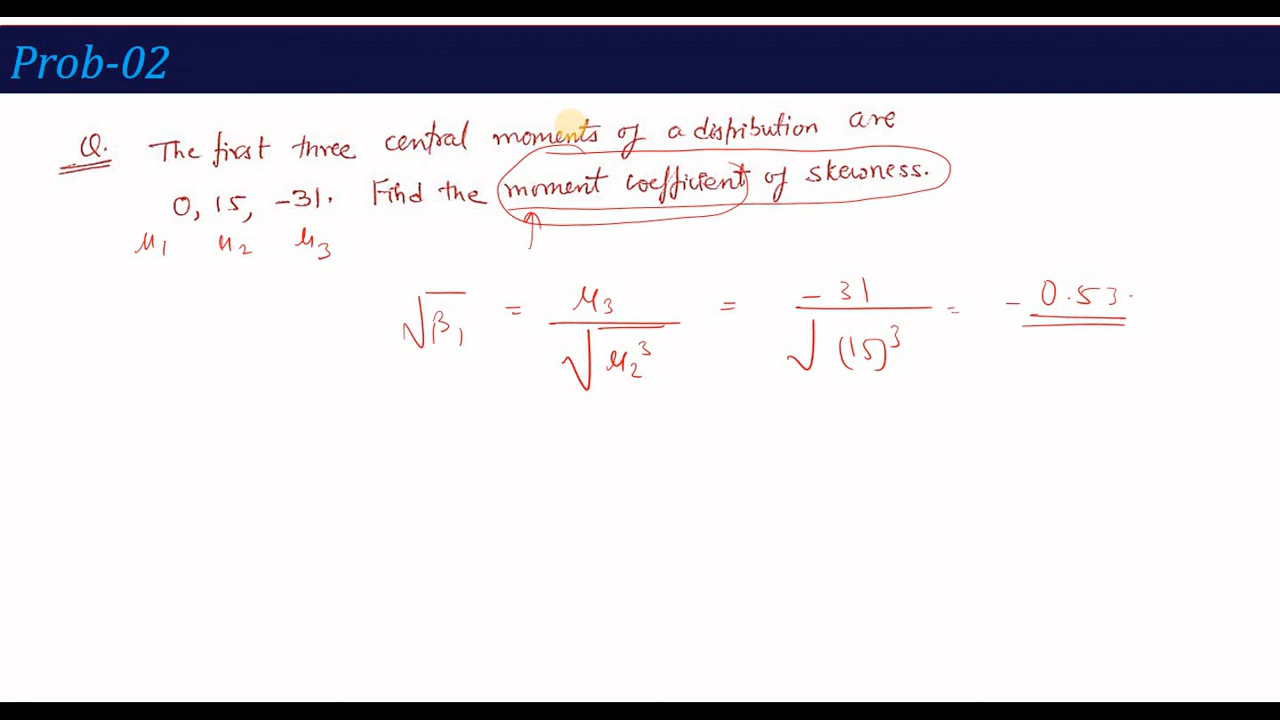 Prob-02
Q. The first three central moments of a distribution are
0, 15, -31. Find the moment coefficient of skewness.
μ₁ μ₂ μ₃
√β₁ = μ₃ / √μ₂³ = -31 / √(15)³ = - 0.53.